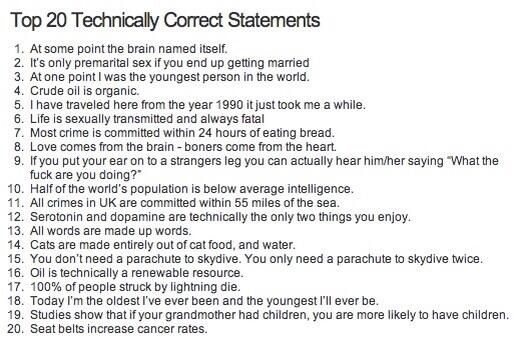 Top 20 Technically Correct Statements
1. At some point the brain named itself.
2. It's only premarital sex if you end up getting married
3. At one point I was the youngest person in the world.
4. Crude oil is organic.
5. I have traveled here from the year 1990 it just took me a while.
6. Life is sexually transmitted and always fatal
7. Most crime is committed within 24 hours of eating bread.
8. Love comes from the brain - boners come from the heart.
9. If you put your ear on to a strangers leg you can actually hear him/her saying "What the
fuck are you doing?"
10. Half of the world's population is below average intelligence.
11. All crimes in UK are committed within 55 miles of the sea.
12. Serotonin and dopamine are technically the only two things you enjoy.
13. All words are made up words.
14. Cats are made entirely out of cat food, and water.
15. You don't need a parachute to skydive. You only need a parachute to skydive twice.
16. Oil is technically a renewable resource.
17. 100% of people struck by lightning die.
18. Today I'm the oldest I've ever been and the youngest I'll ever be.
19. Studies show that if your grandmother had children, you are more likely to have children.
20. Seat belts increase cancer rates.